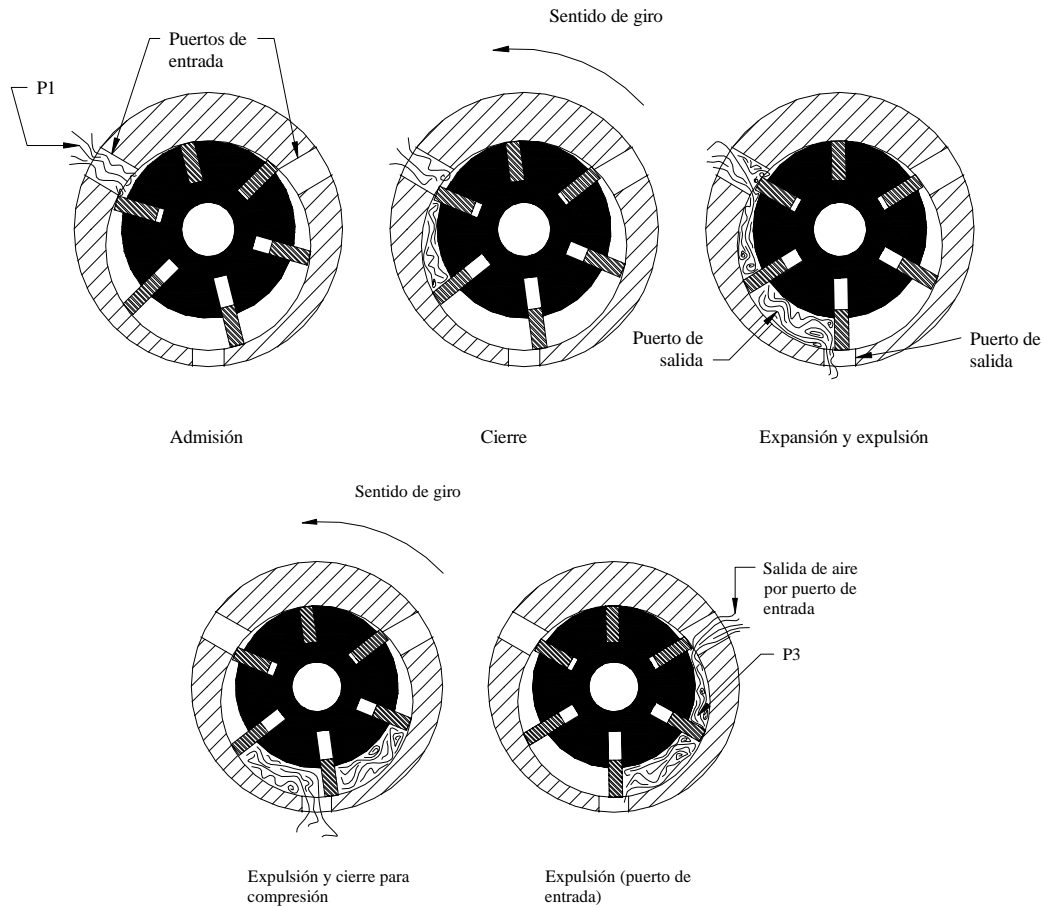 Sentido de giro
Puertos de
entrada
P1
Puerto de
salida
Puerto de
salida
Admisión
Cierre
Expansión y expulsión
Sentido de giro
Salida de aire
por puerto de
entrada
P3
Expulsión y cierre para
compresión
Expulsión (puerto de
entrada)